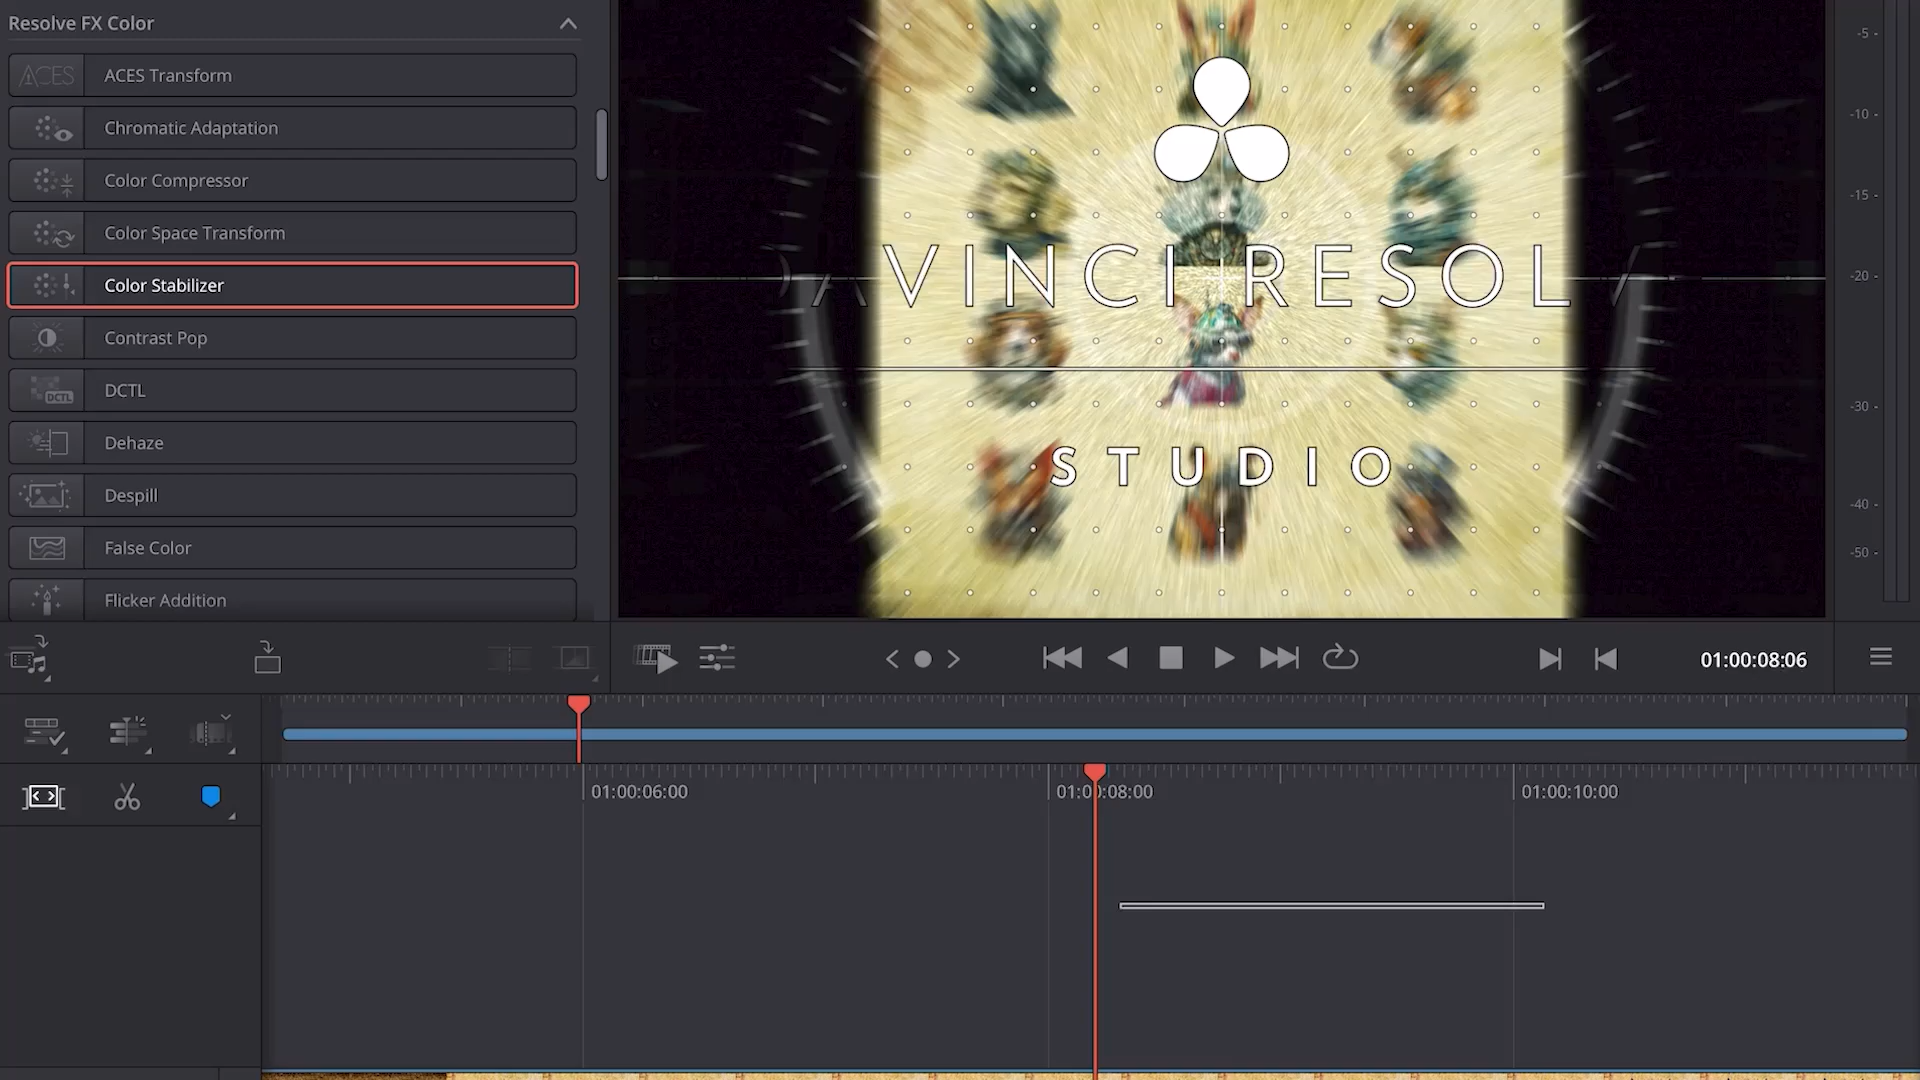 Resolve FX Color
ACES
ACES Transform
Chromatic Adaptation
Color Compressor
Color Space Transform
Color Stabilizer
Contrast Pop
DCTL
DCTL
Dehaze
Despill
False Color
Flicker Addition
AVINCI RESOL
STUDIO
-5 -
-10 -
-15 -
-20 -
-30 -
-40 -
-50 -
01:00:08:06
01:00:06:00
01:00:08:00
01:00:10:00